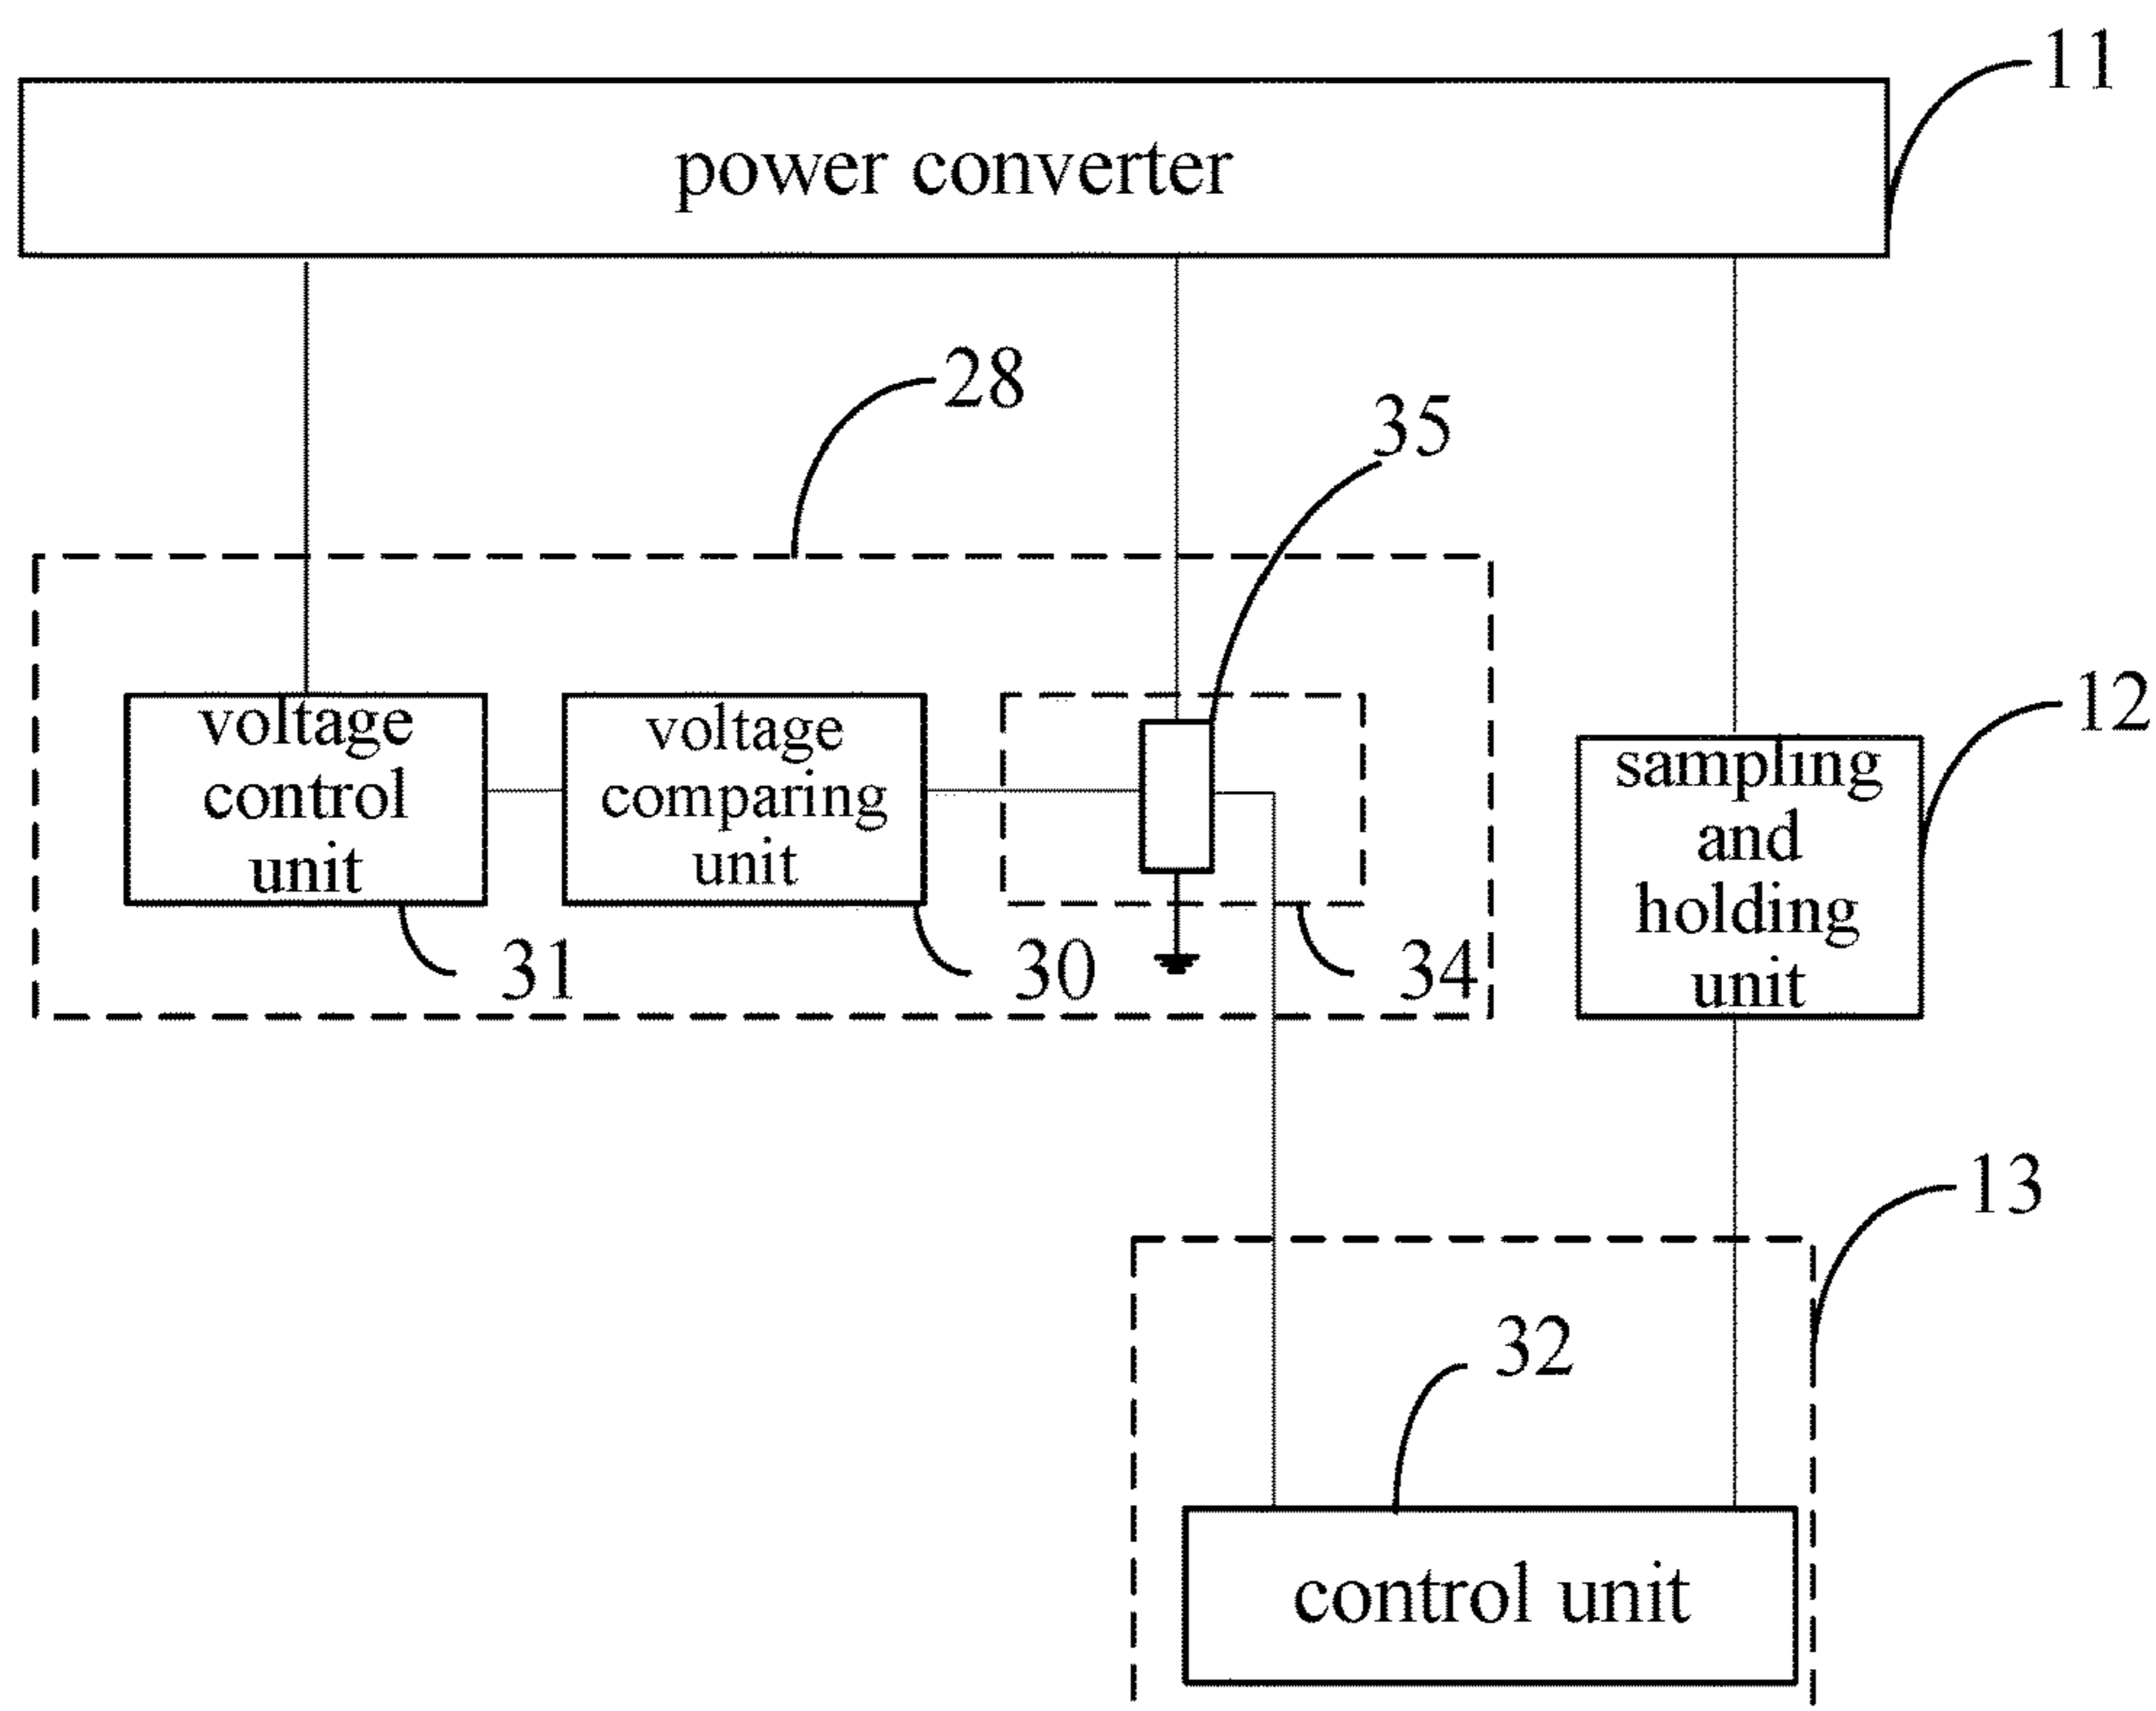 11
power converter
28
35
12
voltage
control
unit
voltage
comparing
unit
sampling
and
holding
unit
31
30
34
13
32
control unit